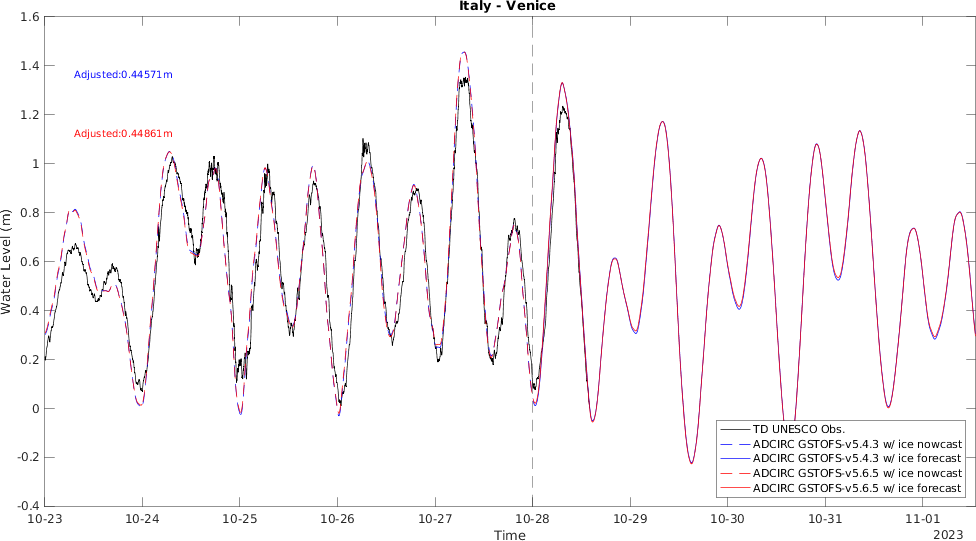 Italy - Venice
1.6
1.4
1.2
1
0.8
0.6
0.4
0.2
0
-0.2
-0.4
Water Level (m)
Adjusted:0.44571m
Adjusted:0.44861m
TD UNESCO Obs.
ADCIRC GSTOFS-v5.4.3 w/ ice nowcast
ADCIRC GSTOFS-v5.4.3 w/ ice forecast
ADCIRC GSTOFS-v5.6.5 w/ ice nowcast
ADCIRC GSTOFS-v5.6.5 w/ ice forecast
10-23 10-24 10-25 10-26 10-27 10-28 10-29 10-30 10-31 11-01
Time
2023